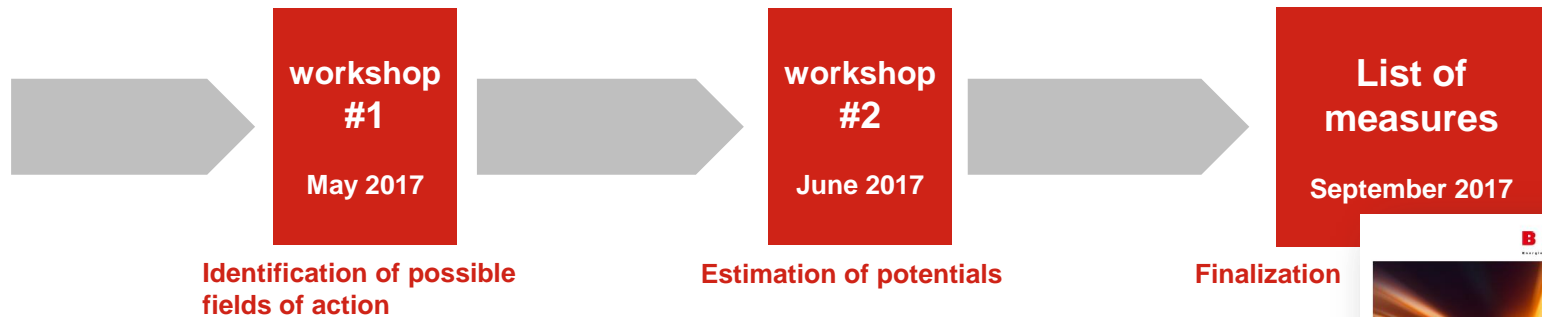 workshop
#1
May 2017
Identification of possible
fields of action
workshop
#2
June 2017
Estimation of potentials
List of
measures
September 2017
Finalization
B